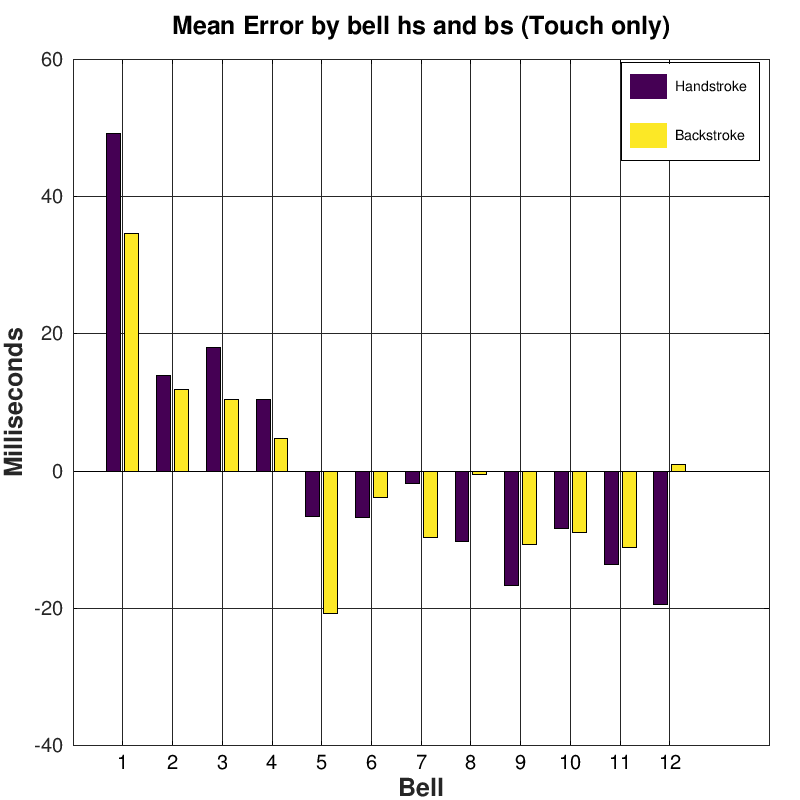 Mean Error by bell hs and bs (Touch only)
Handstroke
Backstroke
60
40
20
0
-20
-40
Milliseconds
1 2 3 4 5 6 7 8 9 10 11 12
Bell